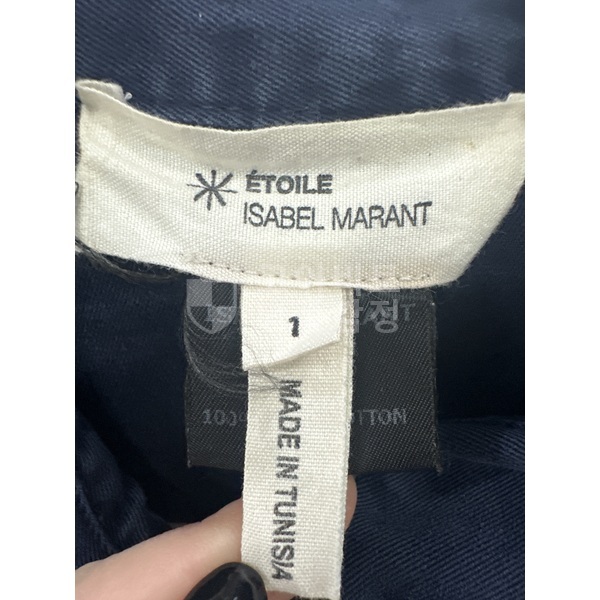 ÉTOILE
ISABEL MARANT
1
MADE IN TUNISIA